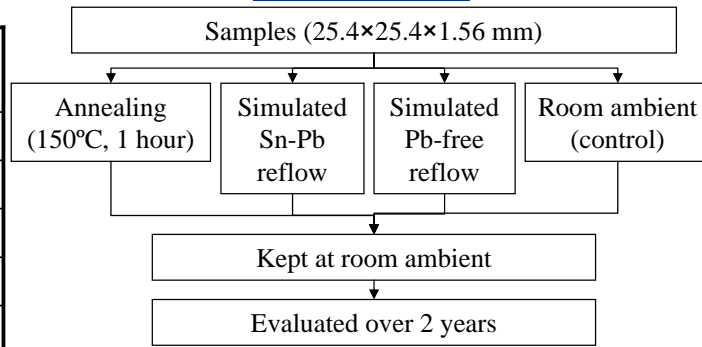 Samples (25.4×25.4×1.56 mm)
Annealing
(150ºC, 1 hour)
Simulated
Sn-Pb
reflow
Simulated
Pb-free
reflow
Room ambient
(control)
Kept at room ambient
Evaluated over 2 years